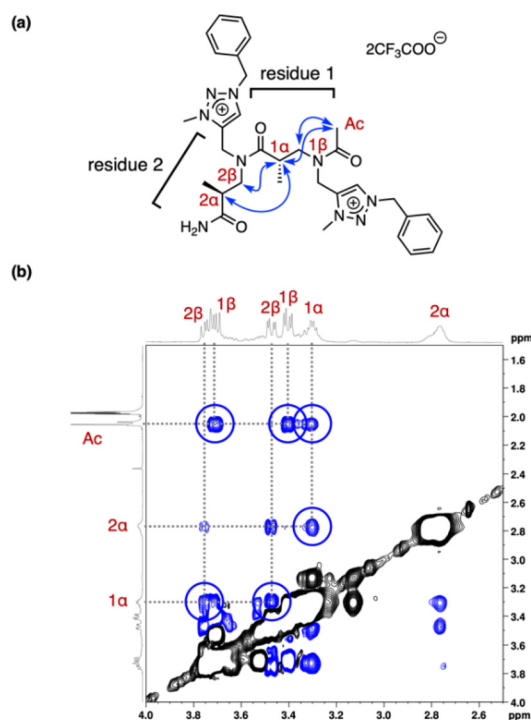 (a)
2CF₃COO⊖
residue 1
N=N
N
⊕
N
O
1α
1β
Ac
N
N
O
residue 2
2β
2α
H₂N
O
N
N
N
⊕
(b)
2β
1β
2β
1β
1α
2α
ppm
Ac
2α
1α
1.6
1.8
2.0
2.2
2.4
2.6
2.8
3.0
3.2
3.4
3.6
3.8
4.0
4.0
3.8
3.6
3.4
3.2
3.0
2.8
2.6
ppm